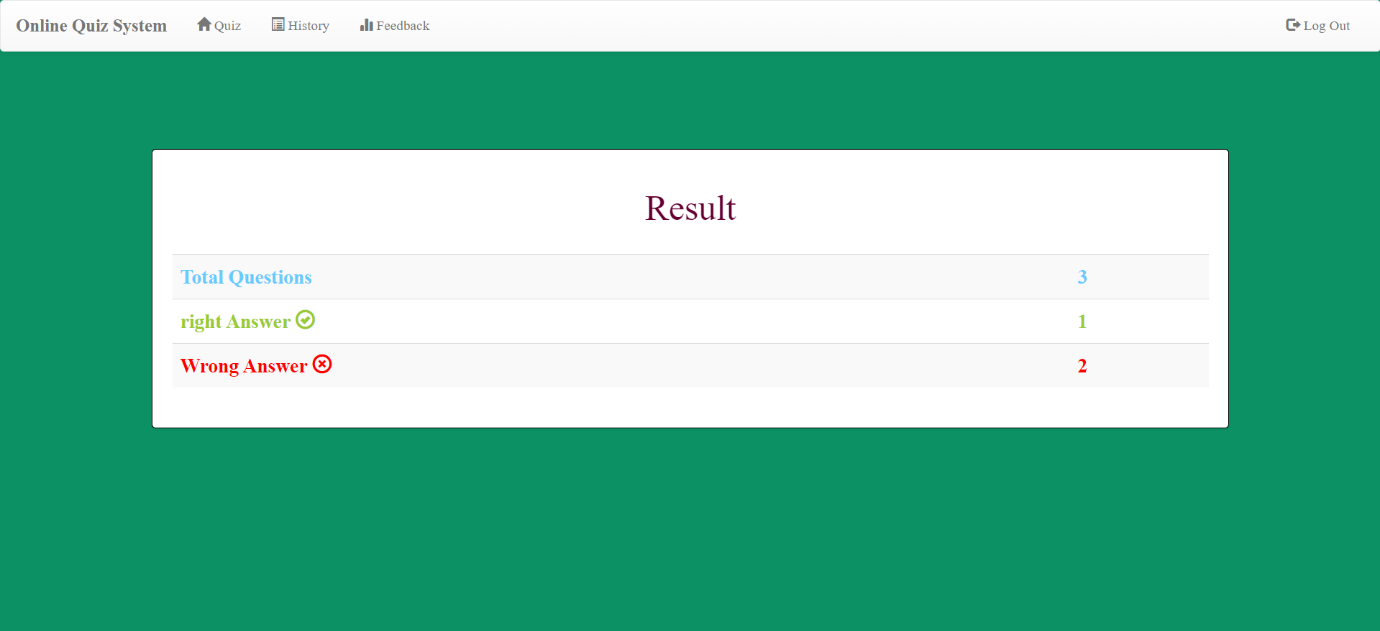 Online Quiz System Quiz History Feedback Log Out
Result
Total Questions 3
right Answer 1
Wrong Answer 2